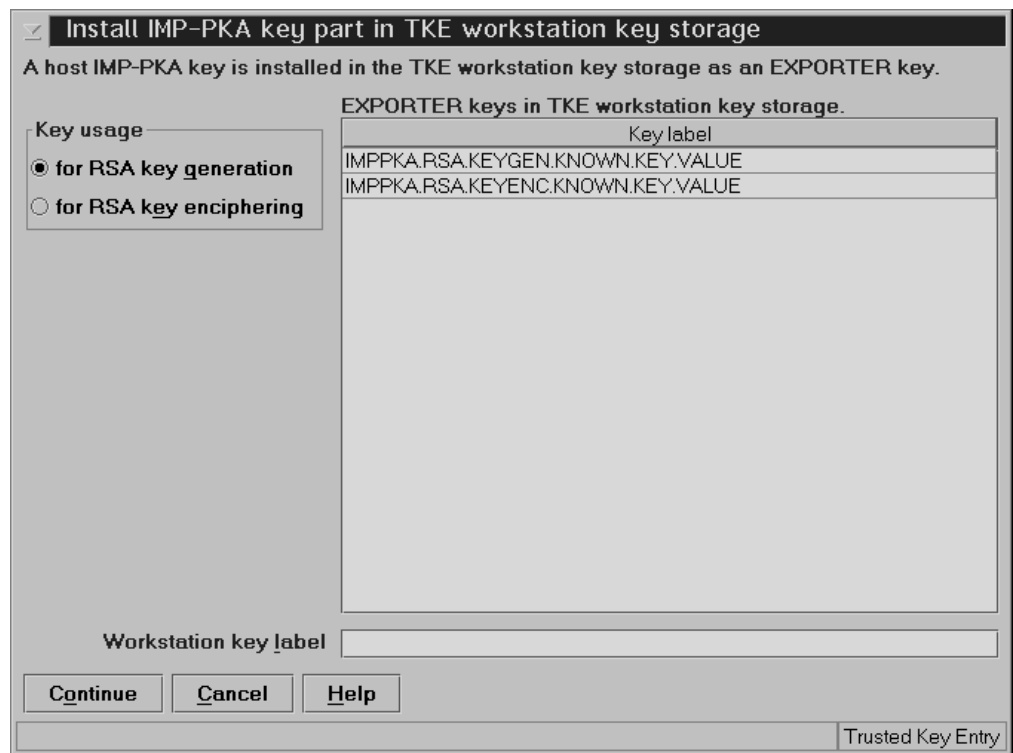 Install IMP-PKA key part in TKE workstation key storage
A host IMP-PKA key is installed in the TKE workstation key storage as an EXPORTER key.
Key usage
for RSA key generation
for RSA key enciphering
EXPORTER keys in TKE workstation key storage.
Key label
IMPPKA.RSA.KEYGEN.KNOWN.KEY.VALUE
IMPPKA.RSA.KEYENC.KNOWN.KEY.VALUE
Workstation key label
Continue Cancel Help
Trusted Key Entry